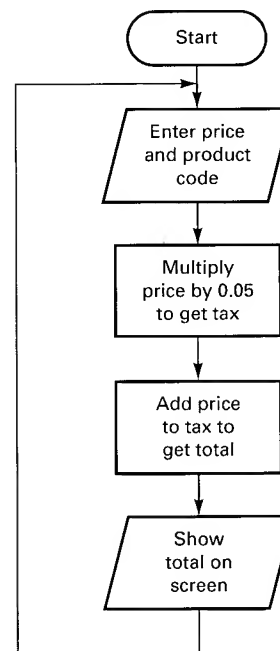 Start
Enter price
and product
code
Multiply
price by 0.05
to get tax
Add price
to tax to
get total
Show
total on
screen